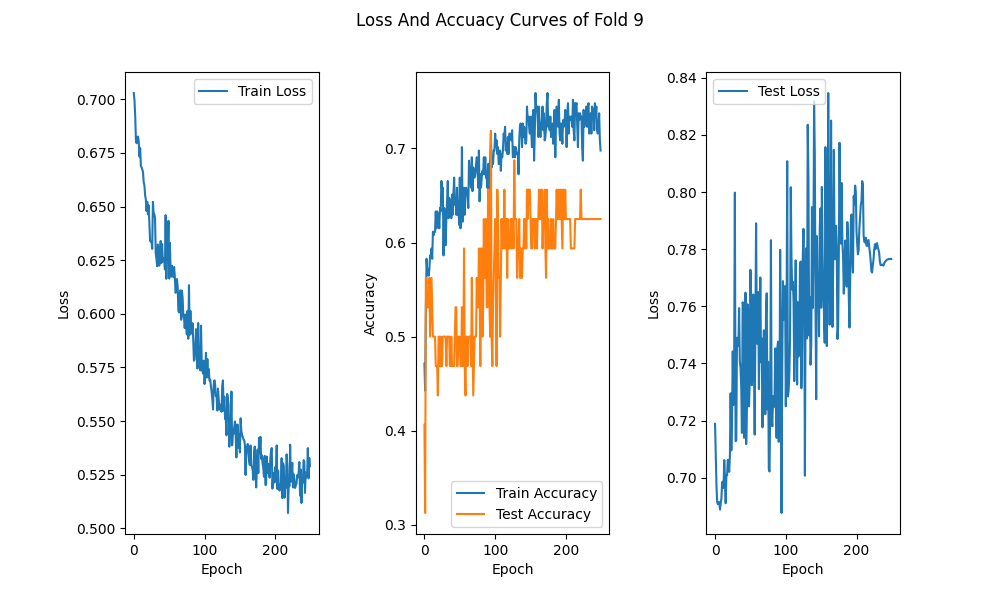 Loss And Accuacy Curves of Fold 9
Train Loss
0.700
0.675
0.650
0.625
0.600
0.575
0.550
0.525
0.500
Loss
0
100
200
Epoch
0.7
0.6
0.5
0.4
0.3
Accuracy
Train Accuracy
Test Accuracy
0
100
200
Epoch
Test Loss
0.84
0.82
0.80
0.78
0.76
0.74
0.72
0.70
Loss
0
100
200
Epoch